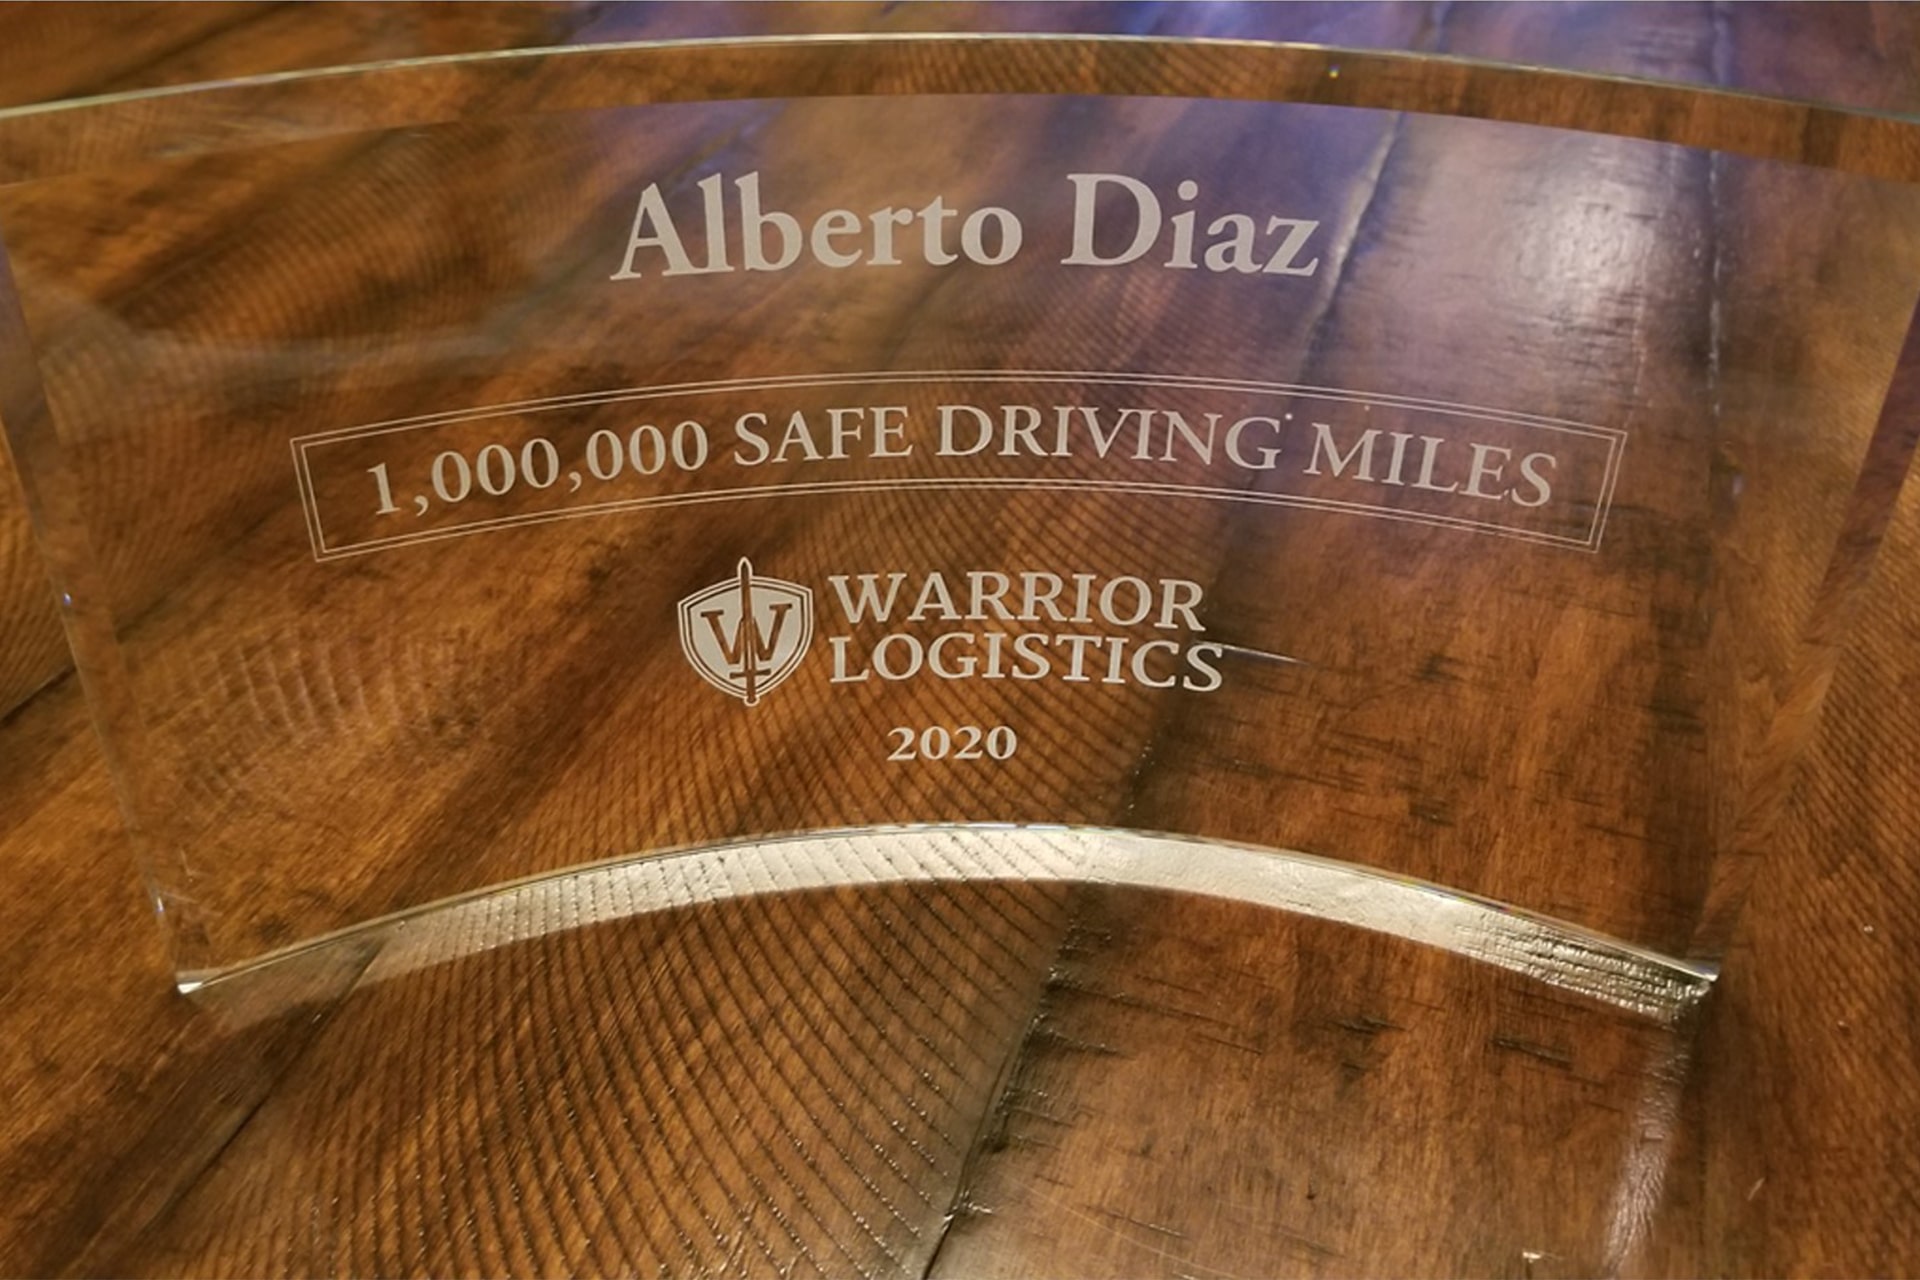 Alberto Diaz
1,000,000 SAFE DRIVING MILES
W
WARRIOR
LOGISTICS
2020